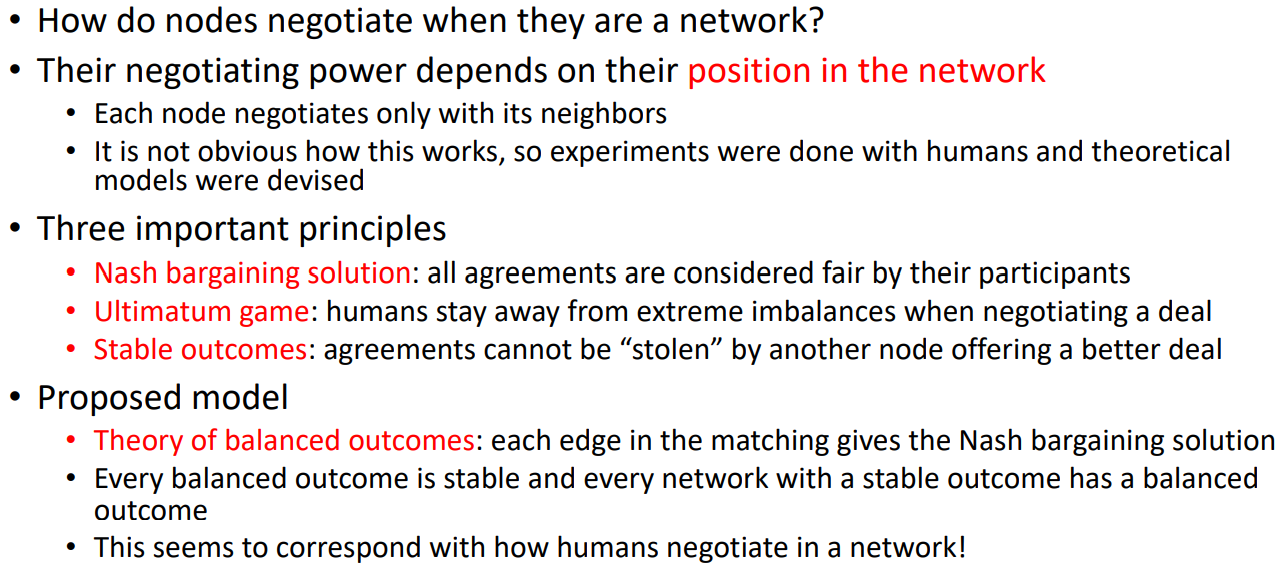 • How do nodes negotiate when they are a network?
• Their negotiating power depends on their position in the network
• Each node negotiates only with its neighbors
• It is not obvious how this works, so experiments were done with humans and theoretical
models were devised
• Three important principles
• Nash bargaining solution: all agreements are considered fair by their participants
• Ultimatum game: humans stay away from extreme imbalances when negotiating a deal
• Stable outcomes: agreements cannot be “stolen” by another node offering a better deal
• Proposed model
• Theory of balanced outcomes: each edge in the matching gives the Nash bargaining solution
• Every balanced outcome is stable and every network with a stable outcome has a balanced
outcome
• This seems to correspond with how humans negotiate in a network!